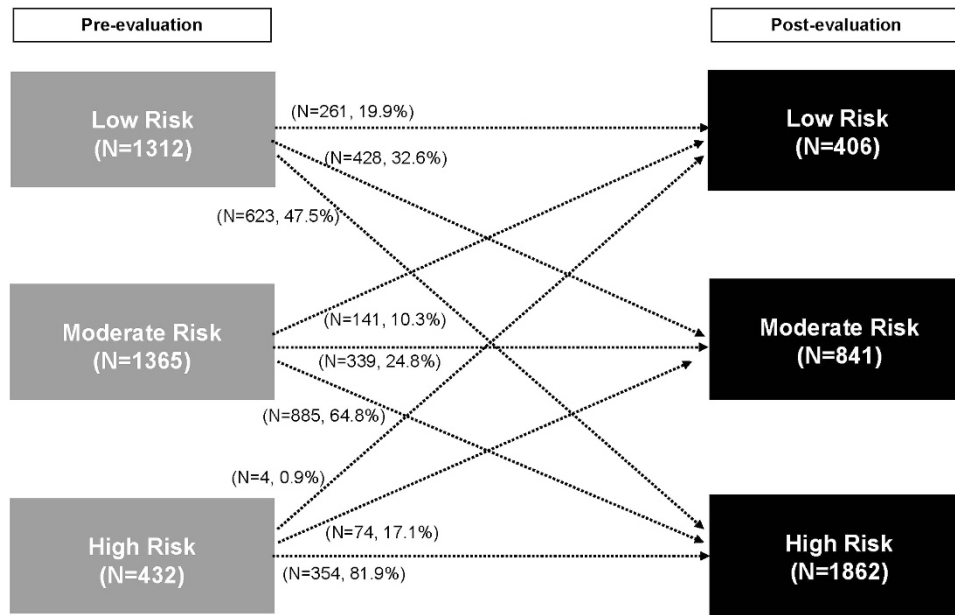 Pre-evaluation
Post-evaluation
Low Risk
(N=1312)
(N=261, 19.9%)
(N=428, 32.6%)
(N=623, 47.5%)
Low Risk
(N=406)
Moderate Risk
(N=1365)
(N=141, 10.3%)
(N=339, 24.8%)
(N=885, 64.8%)
Moderate Risk
(N=841)
High Risk
(N=432)
(N=4, 0.9%)
(N=74, 17.1%)
(N=354, 81.9%)
High Risk
(N=1862)